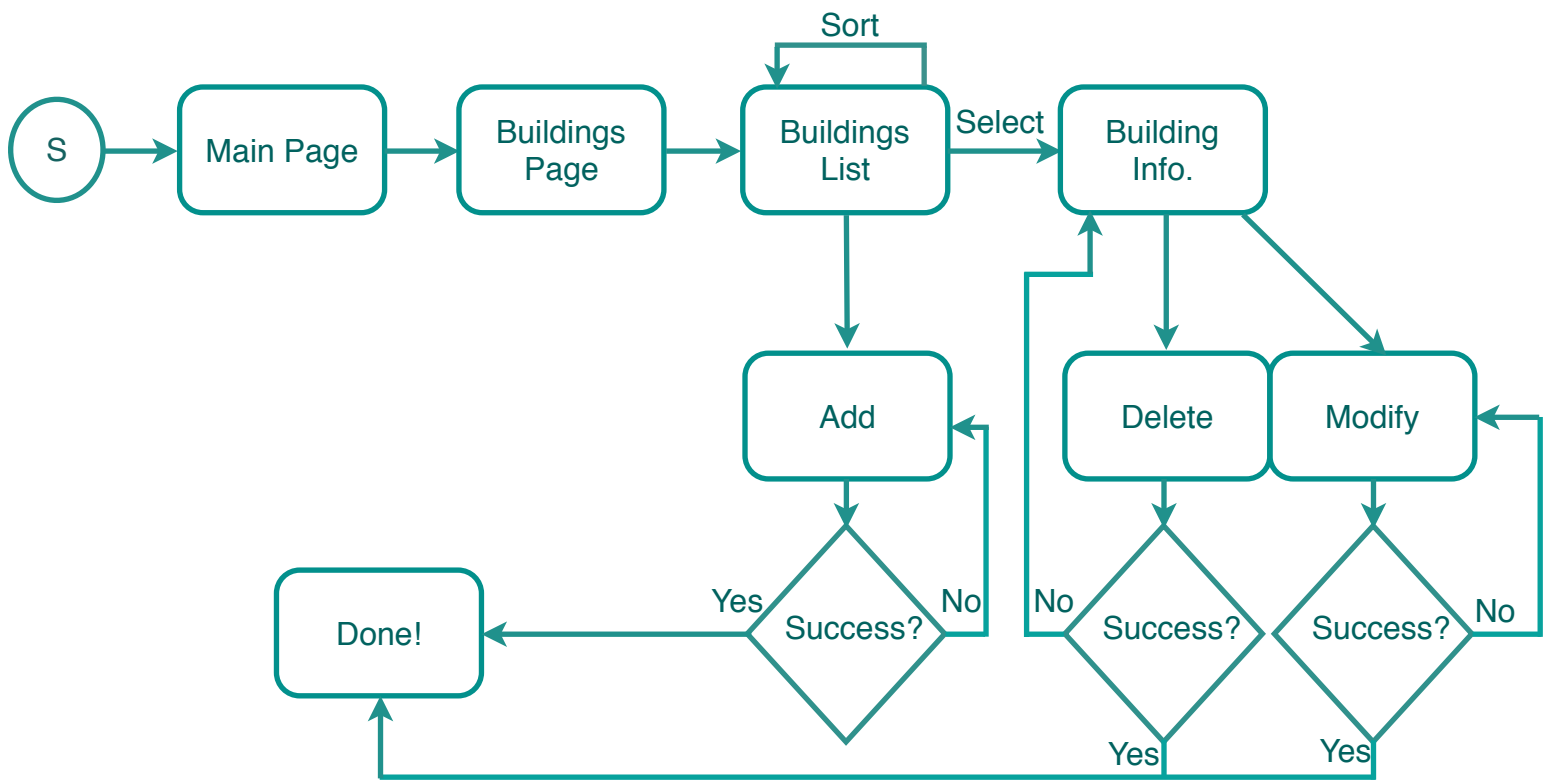 Sort
S
Main Page
Buildings
Page
Buildings
List
Select
Building
Info.
Add
Delete
Modify
Done!
Yes
Success?
No
No
Success?
Success?
No
Yes
Yes